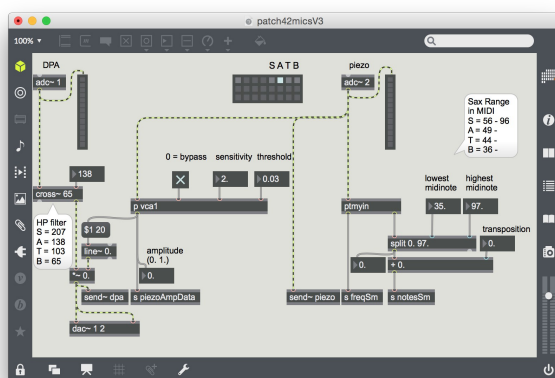 patch42micsV3
100%
DPA
S A T B
piezo
adc~ 1
adc~ 2
Sax Range
in MIDI
S = 56 - 96
A = 49 -
T = 44 -
B = 36 -
138
0 = bypass
sensitivity
threshold
2.
0.03
lowest
midinote
highest
midinote
35.
97.
cross~ 65
p vca1
ptmyin
HP filter
S = 207
A = 138
T = 103
B = 65
$1 20
line~ 0.
amplitude
(0. 1.)
0.
transposition
split 0. 97.
0.
0.
+ 0.
*~ 0.
send~ dpa
s piezoAmpData
send~ piezo
s freqSm
s notesSm
dac~ 1 2